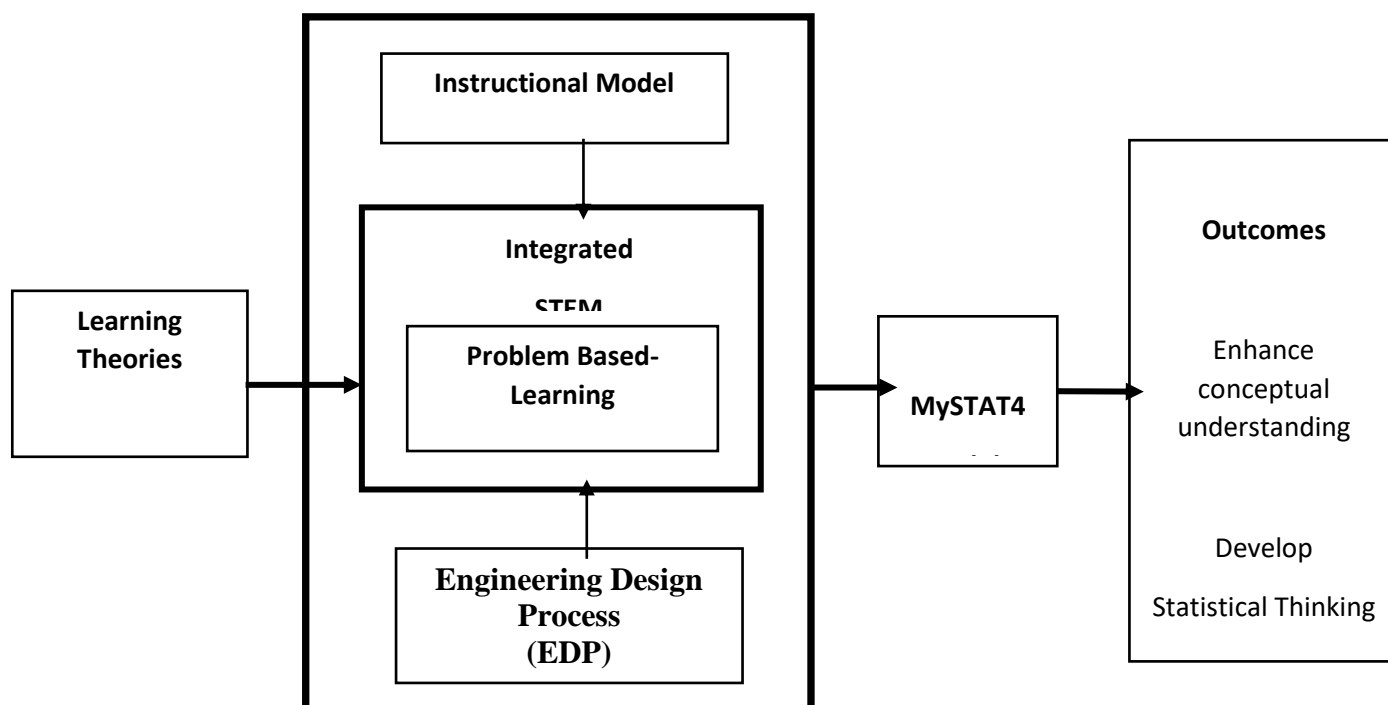 Instructional Model
Integrated
STEM
Learning
Theories
Problem Based-
Learning
Engineering Design
Process
(EDP)
MySTAT4
Outcomes
Enhance
conceptual
understanding
Develop
Statistical Thinking